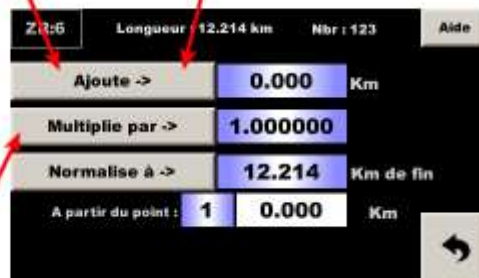 ZR:6 Longueur : 12.214 km Nbr : 123 Aide
Ajoute -> 0.000 Km
Multiplie par -> 1.000000
Normalise à -> 12.214 Km de fin
A partir du point : 1 0.000 Km